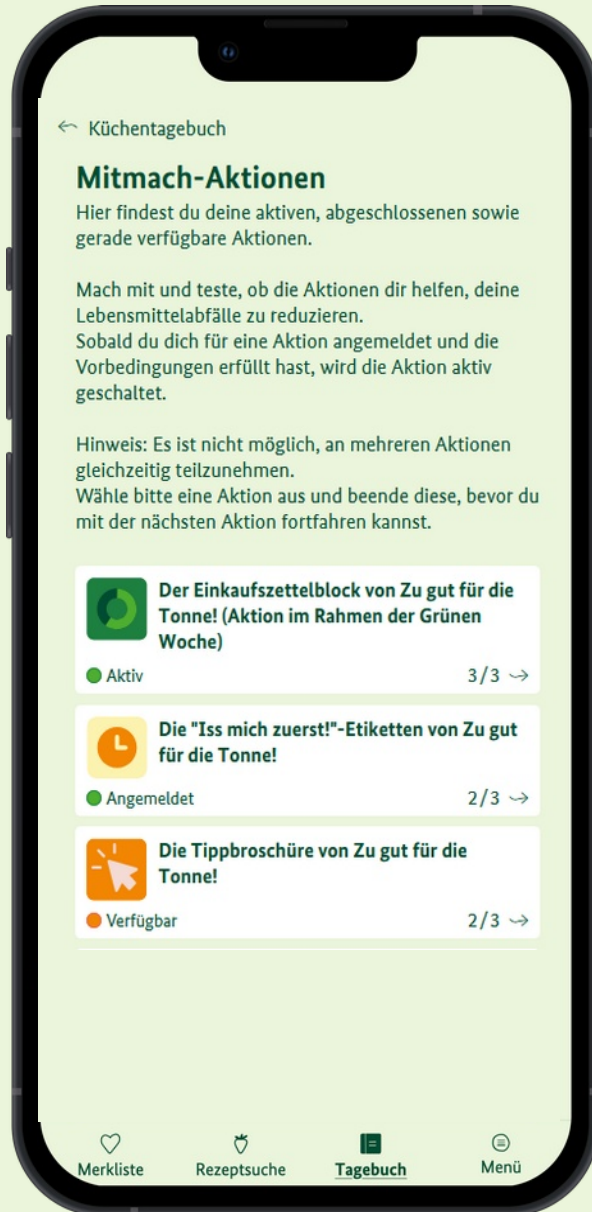 Küchentagebuch
Mitmach-Aktionen
Hier findest du deine aktiven, abgeschlossenen sowie
gerade verfügbare Aktionen.
Mach mit und teste, ob die Aktionen dir helfen, deine
Lebensmittelabfälle zu reduzieren.
Sobald du dich für eine Aktion angemeldet und die
Vorbedingungen erfüllt hast, wird die Aktion aktiv
geschaltet.
Hinweis: Es ist nicht möglich, an mehreren Aktionen
gleichzeitig teilzunehmen.
Wähle bitte eine Aktion aus und beende diese, bevor du
mit der nächsten Aktion fortfahren kannst.
Der Einkaufszettelblock von Zu gut für die
Tonne! (Aktion im Rahmen der Grünen
Woche)
Aktiv 3/3
Die "Iss mich zuerst!"-Etiketten von Zu gut
für die Tonne!
Angemeldet 2/3
Die Tippbroschüre von Zu gut für die
Tonne!
Verfügbar 2/3
Merkliste Rezeptsuche Tagebuch Menü